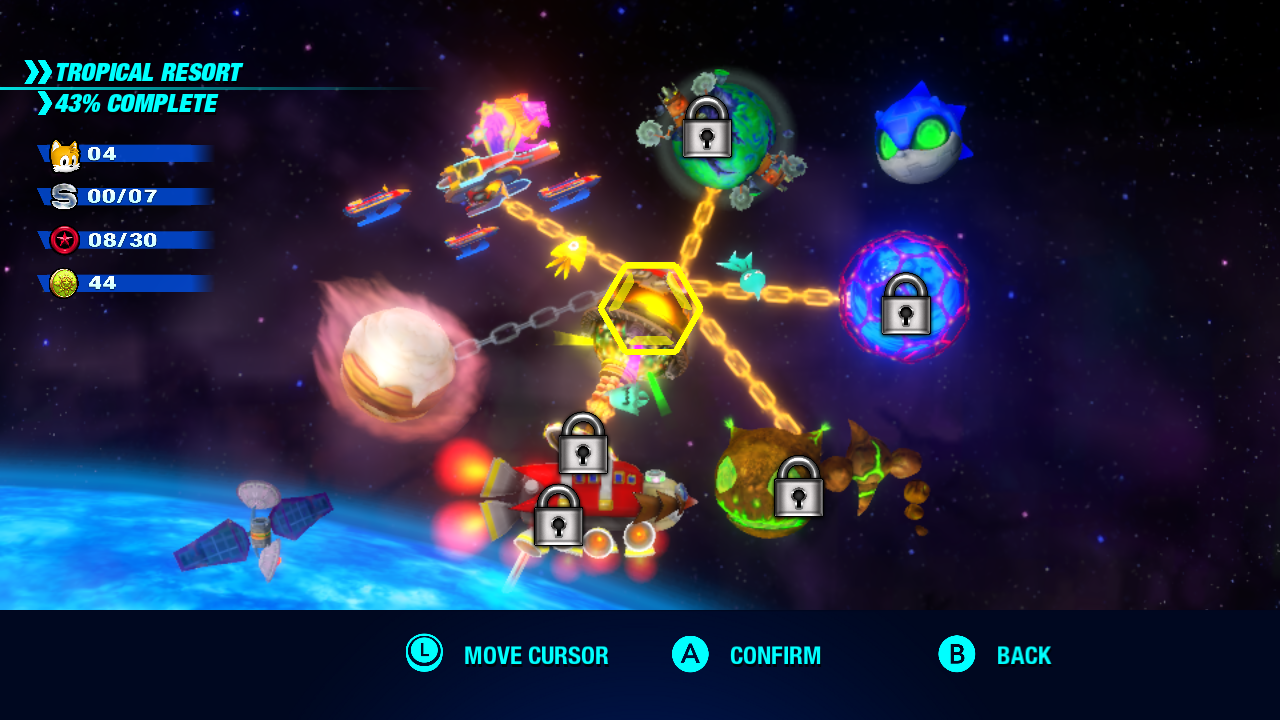 TROPICAL RESORT
43% COMPLETE
04
00/07
08/30
44
L MOVE CURSOR A CONFIRM B BACK